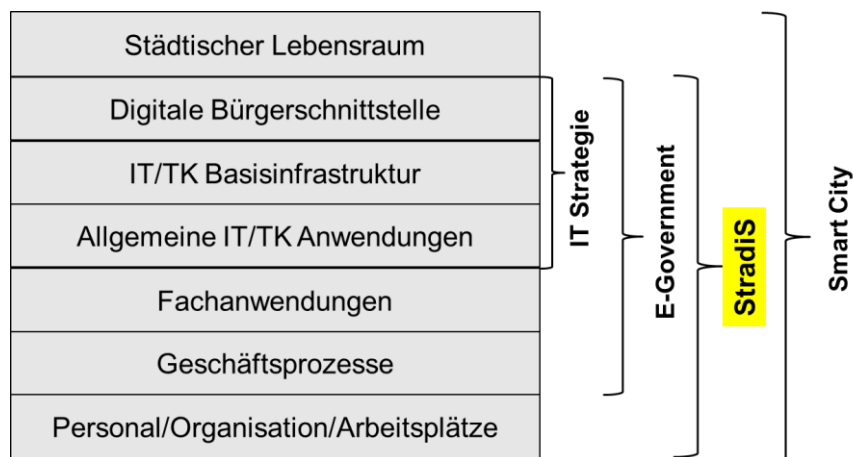 Städtischer Lebensraum
Digitale Bürgerschnittstelle
IT/TK Basisinfrastruktur
Allgemeine IT/TK Anwendungen
Fachanwendungen
Geschäftsprozesse
Personal/Organisation/Arbeitsplätze
IT Strategie
E-Government
StradiS
Smart City